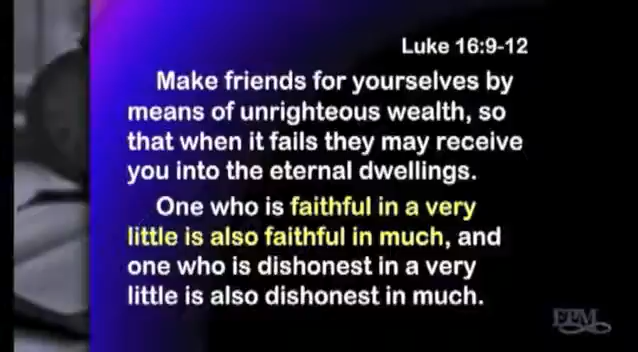 Luke 16:9-12
Make friends for yourselves by
means of unrighteous wealth, so
that when it fails they may receive
you into the eternal dwellings.
One who is faithful in a very
little is also faithful in much, and
one who is dishonest in a very
little is also dishonest in much.
EPM